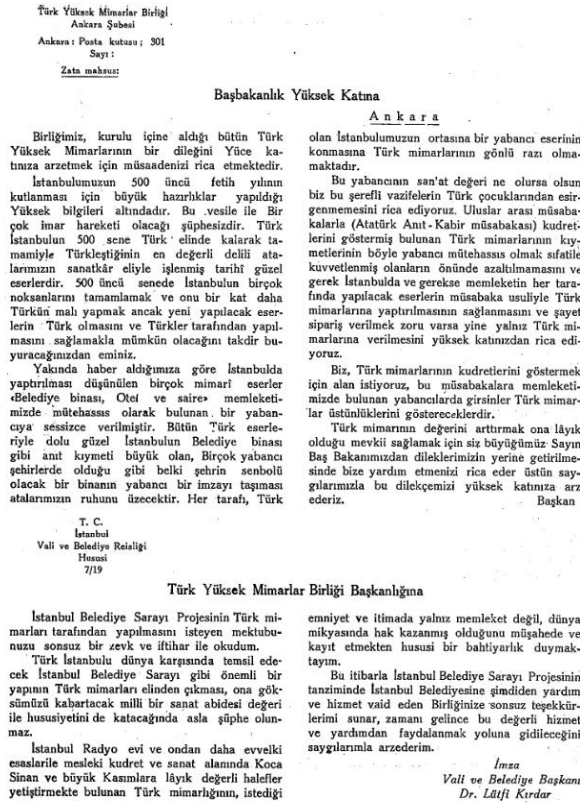 Türk Yüksek Mimarlar Birliği
Ankara Şubesi
Ankara: Posta kutusu; 301
Sayı:
Zata mahsus:
Başbakanlık Yüksek Katına
Ankara
Birliğimiz, kurulu içine aldığı bütün Türk
Yüksek Mimarlarının bir dileğini Yüce ka-
tınıza arzetmek için müsaadenizi rica etmektedir.
İstanbulumuzun 500 üncü fetih yılının
kutlanması için büyük hazırlıklar yapıldığı
Yüksek bilgileri altındadır. Bu vesile ile Bir
çok imar hareketi olacağı şüphesizdir. Türk
İstanbulun 500 sene Türk elinde kalarak ta-
mamiyle Türkleştiğinin en değerli delili ata-
larımızın sanatkâr eliyle işlenmiş tarihî güzel
eserlerdir. 500 üncü senede İstanbulun birçok
noksanlarını tamamlamak ve onu bir kat daha
Türkün malı yapmak ancak yeni yapılacak eser-
lerin Türk olmasını ve Türkler tarafından yapıl-
masını sağlamakla mümkün olacağını takdir bu-
yuracağınızdan eminiz.
Yakında haber aldığımıza göre İstanbulda
yaptırılması düşünülen birçok mimarî eserler
«Belediye binası, Otel ve saire» memleketi-
mizde mütehassıs olarak bulunan bir yaban-
cıya sessizce verilmiştir. Bütün Türk eserle-
riyle dolu güzel İstanbulun Belediye binası
gibi anıt kıymeti büyük olan, Birçok yabancı
şehirlerde olduğu gibi belki şehrin senbolü
olacak bir binanın yabancı bir imzayı taşıması
atalarımızın ruhunu üzecektir. Her tarafı, Türk
olan İstanbulumuzun ortasına bir yabancı eserinin
konmasına Türk mimarlarının gönlü razı olma-
maktadır.
Bu yabancının san'at değeri ne olursa olsun
biz bu şerefli vazifelerin Türk çocuklarından esir-
genmemesini rica ediyoruz. Uluslar arası müsaba-
kalarla (Atatürk Anıt-Kabir müsabakası) kudret-
lerini göstermiş bulunan Türk mimarlarının kıy-
metlerinin böyle yabancı mütehassıs olmak sıfatile
kuvvetlenmiş olanların önünde azaltılmamasını ve
gerek İstanbulda ve gerekse memleketin her tara-
fında yapılacak eserlerin müsabaka usuliyle Türk
mimarlarına yaptırılmasının sağlanmasını ve şayet
sipariş verilmek zoru varsa yine yalnız Türk mi-
marlarına verilmesini yüksek katınızdan rica edi-
yoruz.
Biz, Türk mimarlarının kudretlerini göstermek
için alan istiyoruz, bu müsabakalara memleketi-
mizde bulunan yabancılarda girsinler Türk mimar-
lar üstünlüklerini göstereceklerdir.
Türk mimarının değerini arttırmak ona lâyık
olduğu mevkii sağlamak için siz büyüğümüz Sayın
Baş Bakanımızdan dileklerimizin yerine getirilme-
sinde bize yardım etmenizi rica eder üstün say-
gılarımızla bu dilekçemizi yüksek katınıza arz
ederiz. Başkan
T. C.
İstanbul
Vali ve Belediye Reisliği
Hususi
7/19
Türk Yüksek Mimarlar Birliği Başkanlığına
İstanbul Belediye Sarayı Projesinin Türk mi-
marları tarafından yapılmasını isteyen mektubu-
nuzu sonsuz bir zevk ve iftihar ile okudum.
Türk İstanbulu dünya karşısında temsil ede-
cek İstanbul Belediye Sarayı gibi önemli bir
yapının Türk mimarları elinden çıkması, ona gök-
sümüzü kabartacak milli bir sanat abidesi değeri
ile hususiyetini de katacağında asla şüphe olun-
maz.
İstanbul Radyo evi ve ondan daha evvelki
esaslarile mesleki kudret ve sanat alanında Koca
Sinan ve büyük Kasımlara lâyık değerli halefler
yetiştirmekte bulunan Türk mimarlığının, istediği
emniyet ve itimada yalnız memleket değil, dünya
mikyasında hak kazanmış olduğunu müşahede ve
kayıt etmekten hususi bir bahtiyarlık duymak-
tayım.
Bu itibarla İstanbul Belediye Sarayı Projesinin
tanziminde İstanbul Belediyesine şimdiden yardım
ve hizmet vaid eden Birliğinize sonsuz teşekkür-
lerimi sunar, zamanı gelince bu değerli hizmet
ve yardımdan faydalanmak yoluna gidileceğini
saygılarımla arzederim.
İmza
Vali ve Belediye Başkanı
Dr. Lütfi Kırdar